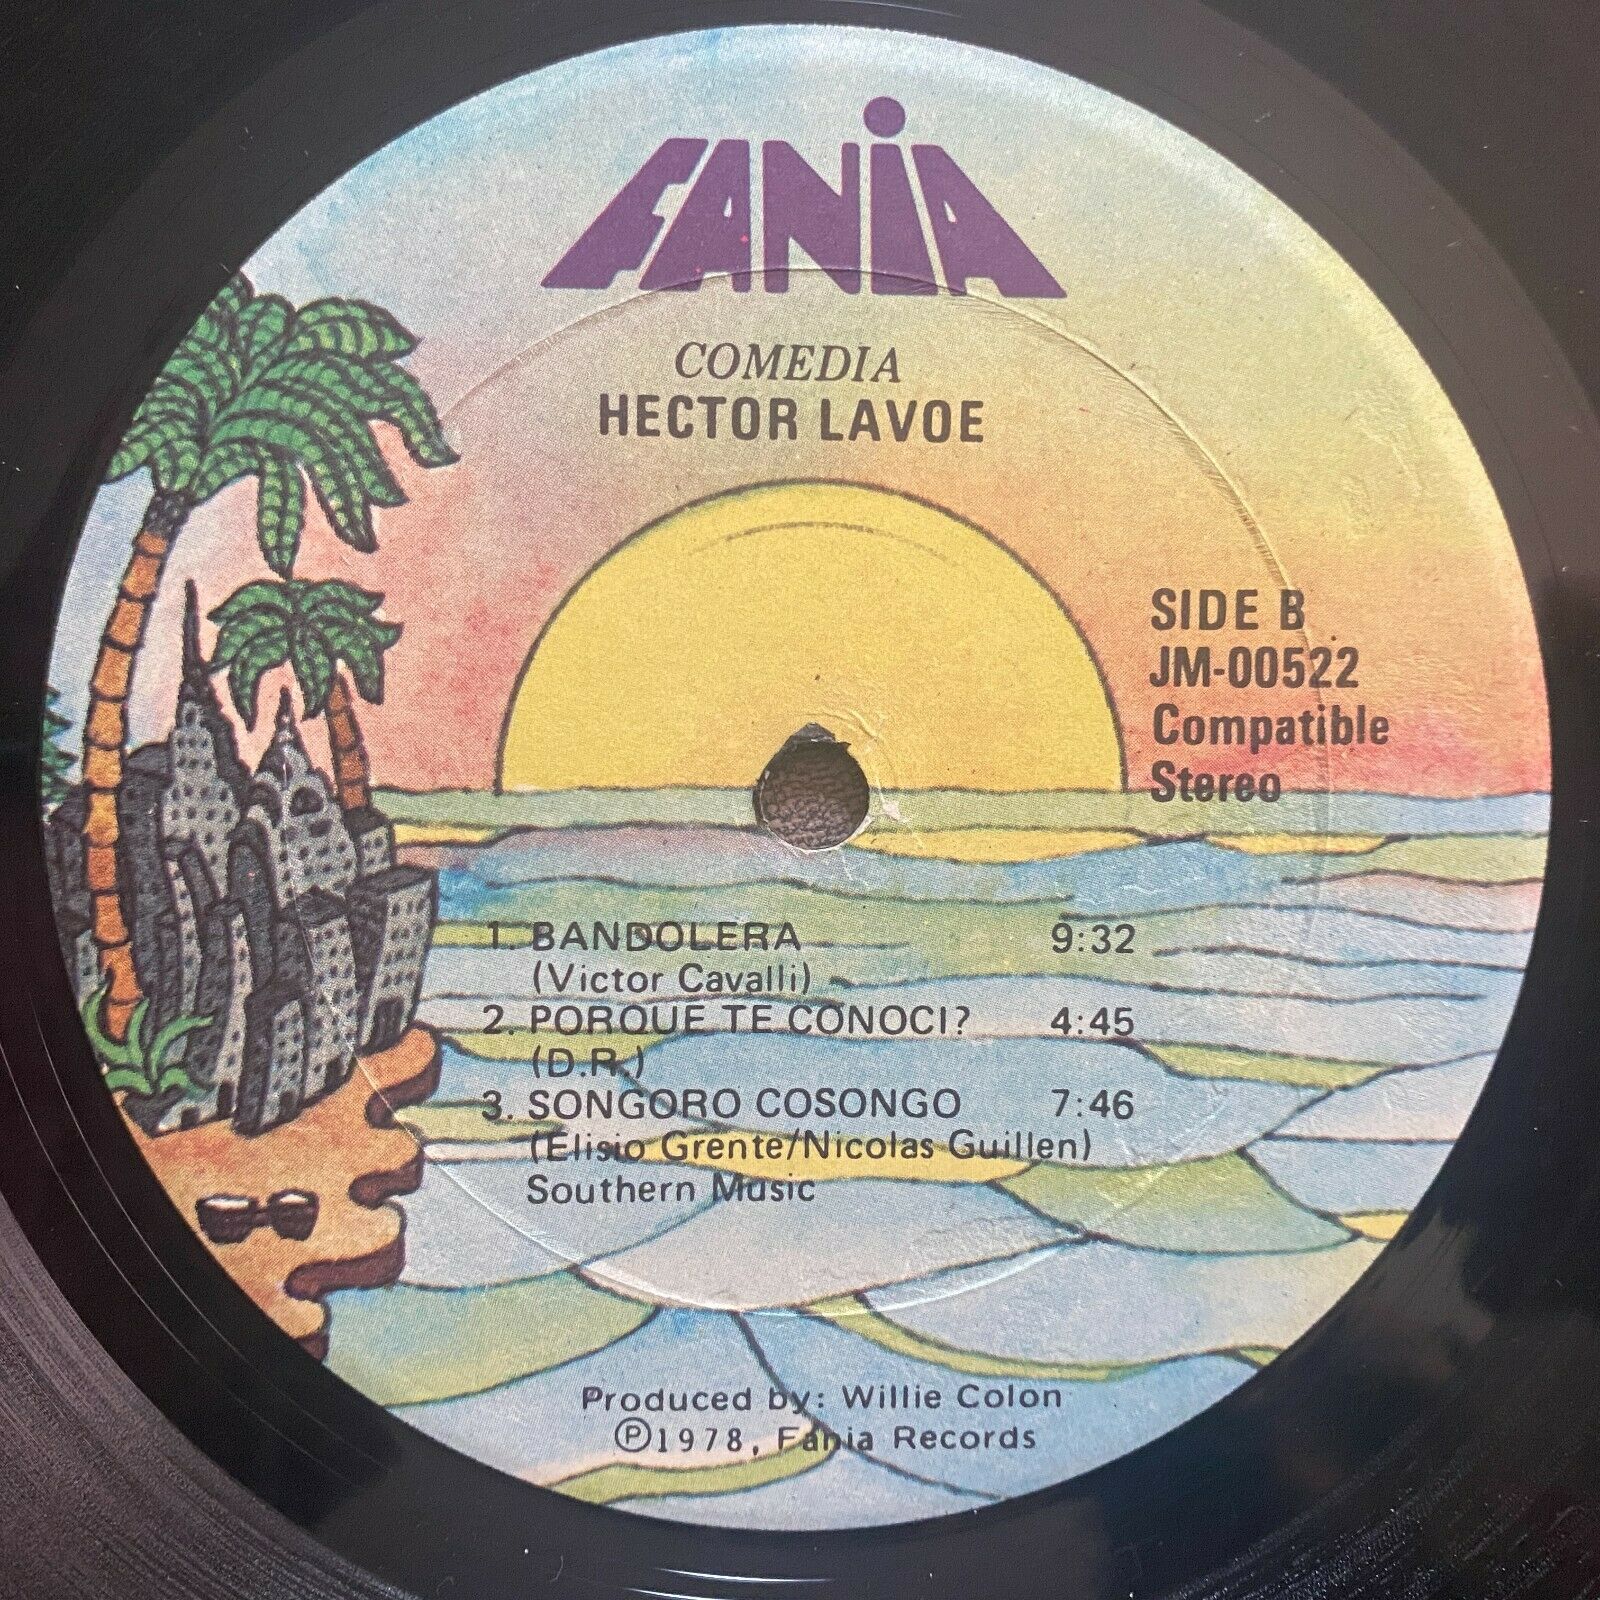 FANiA
COMEDIA
HECTOR LAVOE
SIDE B
JM-00522
Compatible
Stereo
1. BANDOLERA 9:32
(Victor Cavalli)
2. PORQUE TE CONOCI? 4:45
(D.R.)
3. SONGORO COSONGO 7:46
(Elisio Grente/Nicolas Guillen)
Southern Music
Produced by: Willie Colon
℗1978, Fania Records